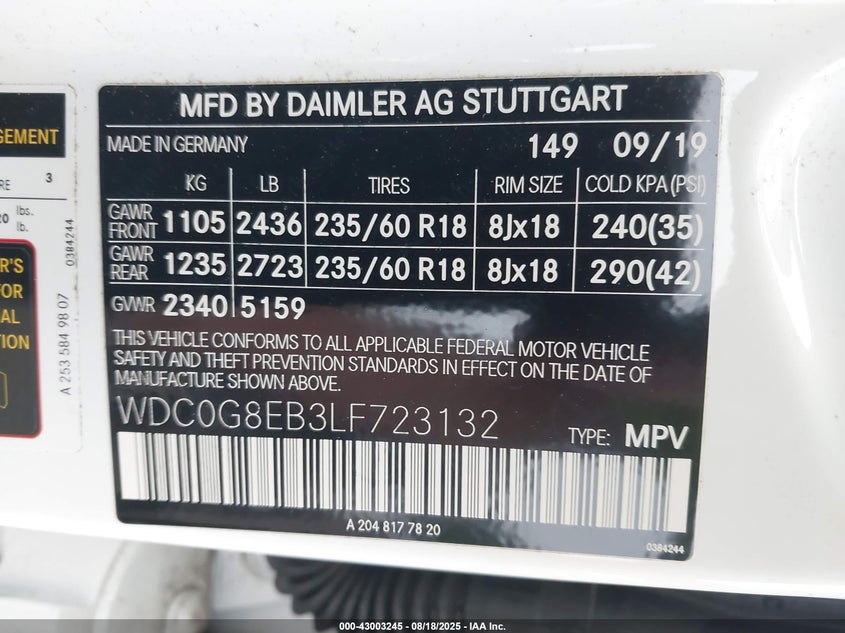 MFD BY DAIMLER AG STUTTGART
MADE IN GERMANY 149 09/19
KG LB TIRES RIM SIZE COLD KPA(PSI)
GAWR FRONT 1105 2436 235/60 R18 8Jx18 240(35)
GAWR REAR 1235 2723 235/60 R18 8Jx18 290(42)
GVWR 2340 5159
THIS VEHICLE CONFORMS TO ALL APPLICABLE FEDERAL MOTOR VEHICLE
SAFETY AND THEFT PREVENTION STANDARDS IN EFFECT ON THE DATE OF
MANUFACTURE SHOWN ABOVE.
WDC0G8EB3LF723132 TYPE: MPV
A 204 817 78 20
0384244
GEMENT
RE 3
20 lbs.
lb.
0384244
R'S
FOR
AL
TION
A 253 584 98 07
000-43003245 - 08/18/2025 - IAA Inc.